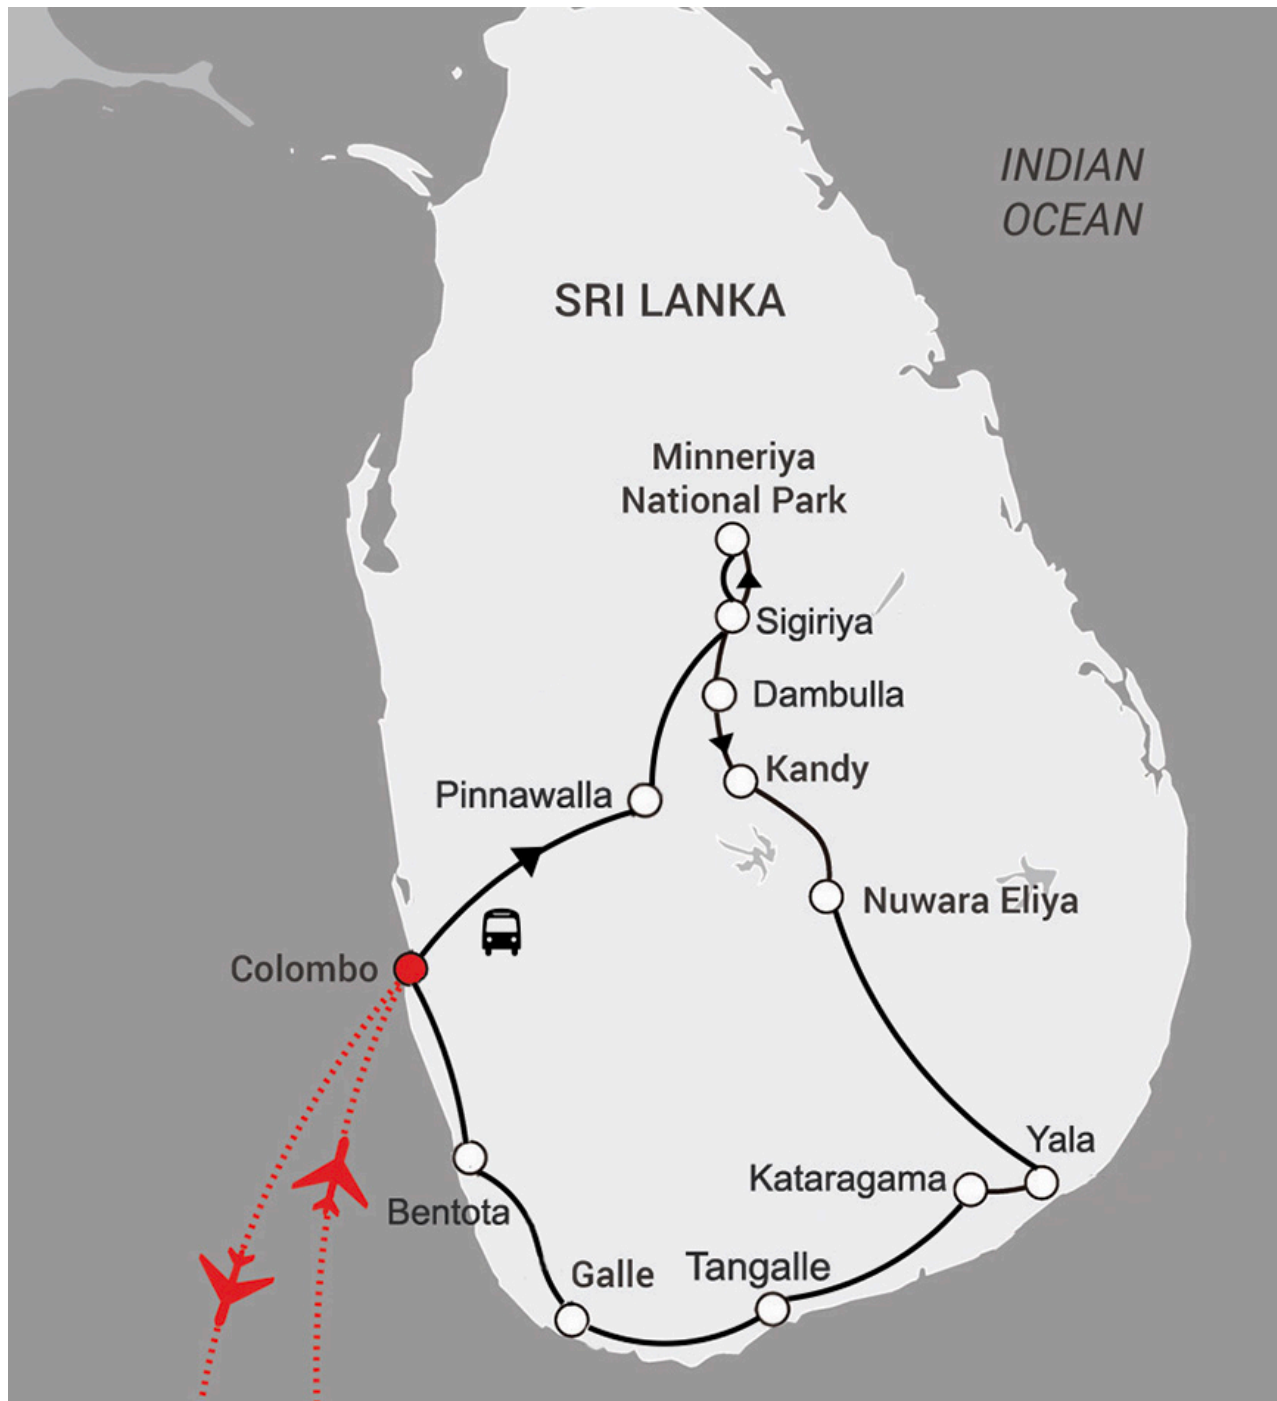 INDIAN
OCEAN
SRI LANKA
Minneriya
National Park
Sigiriya
Dambulla
Kandy
Pinnawalla
Nuwara Eliya
Colombo
Yala
Kataragama
Bentota
Galle
Tangalle